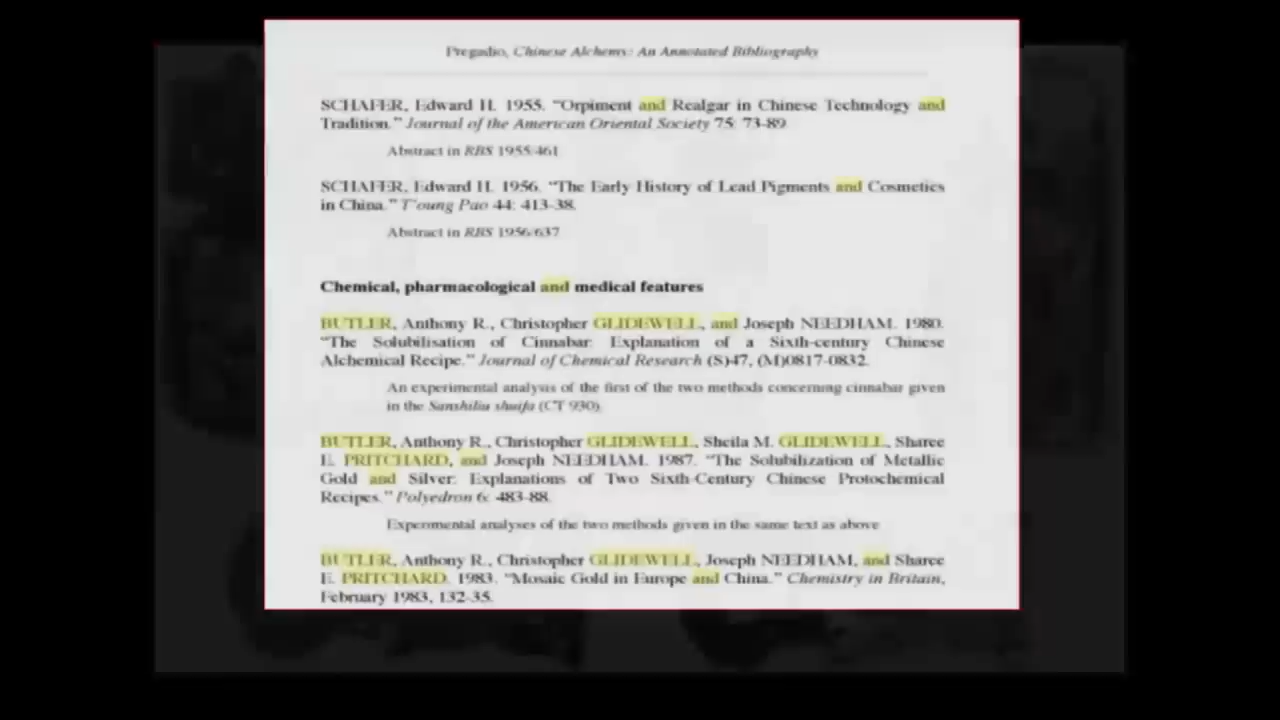 Pregadio, Chinese Alchemy: An Annotated Bibliography
SCHAFER, Edward H. 1955. “Orpiment and Realgar in Chinese Technology and
Tradition.” Journal of the American Oriental Society 75: 73-89.
Abstract in RBS 1955/461
SCHAFER, Edward H. 1956. “The Early History of Lead Pigments and Cosmetics
in China.” T'oung Pao 44: 413-38.
Abstract in RBS 1956/637
Chemical, pharmacological and medical features
BUTLER, Anthony R., Christopher GLIDEWELL, and Joseph NEEDHAM. 1980.
“The Solubilisation of Cinnabar: Explanation of a Sixth-century Chinese
Alchemical Recipe.” Journal of Chemical Research (S)47, (M)0817-0832.
An experimental analysis of the first of the two methods concerning cinnabar given
in the Sanshiliu shuifa (CT 930).
BUTLER, Anthony R., Christopher GLIDEWELL, Sheila M. GLIDEWELL, Sharee
E. PRITCHARD, and Joseph NEEDHAM. 1987. “The Solubilization of Metallic
Gold and Silver: Explanations of Two Sixth-Century Chinese Protochemical
Recipes.” Polyedron 6: 483-88.
Experimental analyses of the two methods given in the same text as above
BUTLER, Anthony R., Christopher GLIDEWELL, Joseph NEEDHAM, and Sharee
E. PRITCHARD. 1983. “Mosaic Gold in Europe and China.” Chemistry in Britain,
February 1983, 132-35.